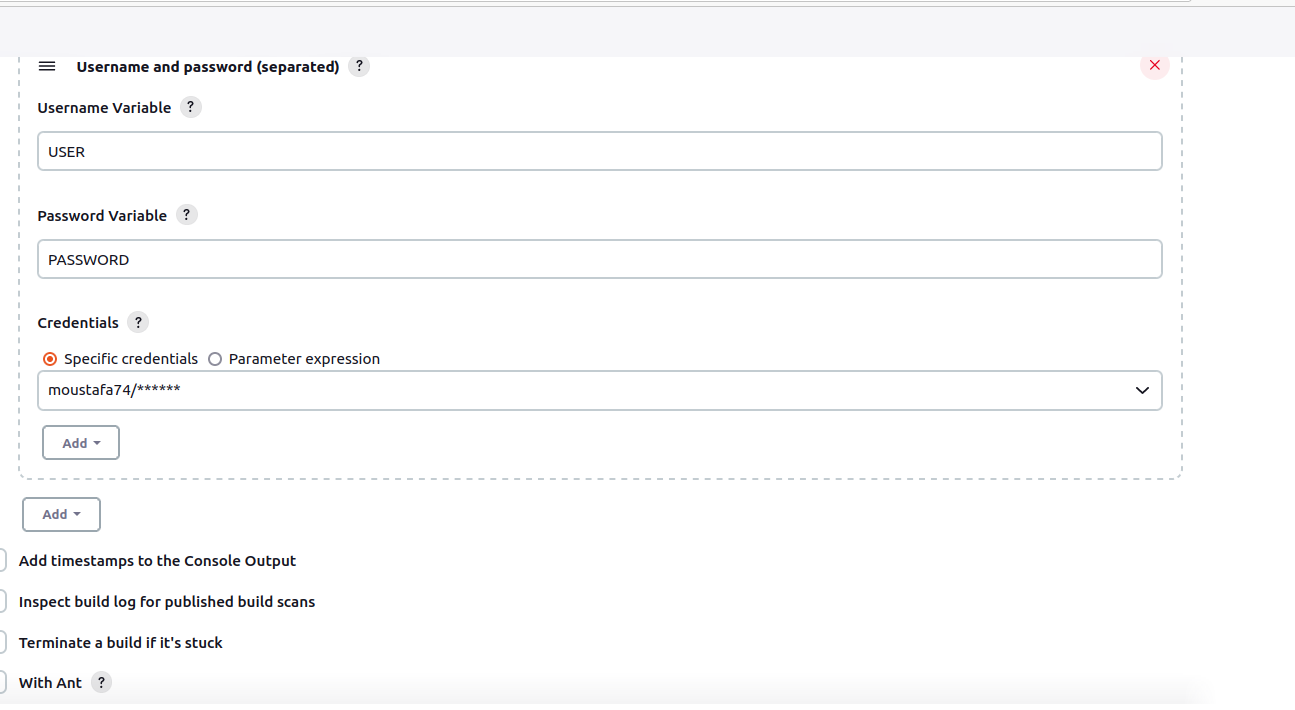 Username and password (separated) ?
Username Variable ?
USER
Password Variable ?
PASSWORD
Credentials ?
Specific credentials Parameter expression
moustafa74/******
Add
Add
Add timestamps to the Console Output
Inspect build log for published build scans
Terminate a build if it's stuck
With Ant ?